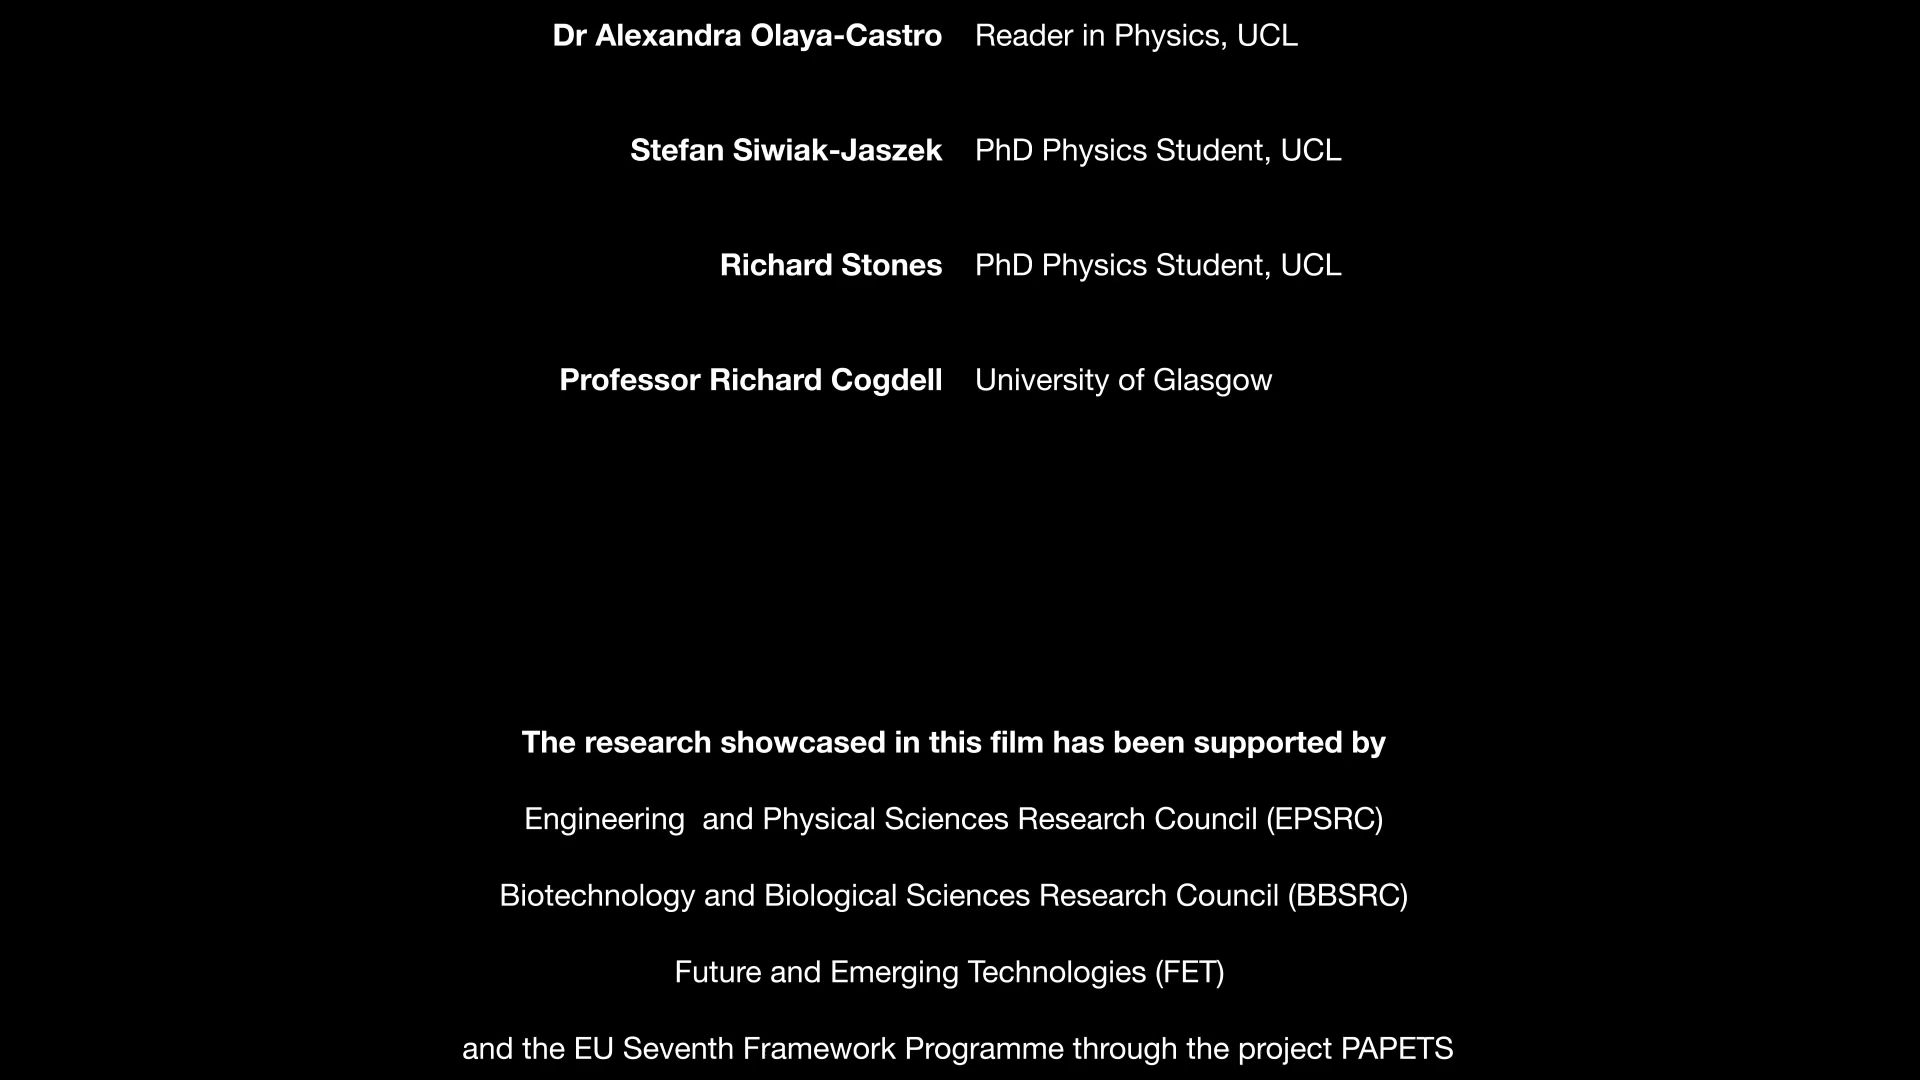 Dr Alexandra Olaya-Castro Reader in Physics, UCL
Stefan Siwiak-Jaszek PhD Physics Student, UCL
Richard Stones PhD Physics Student, UCL
Professor Richard Cogdell University of Glasgow
The research showcased in this film has been supported by
Engineering  and Physical Sciences Research Council (EPSRC)
Biotechnology and Biological Sciences Research Council (BBSRC)
Future and Emerging Technologies (FET)
and the EU Seventh Framework Programme through the project PAPETS